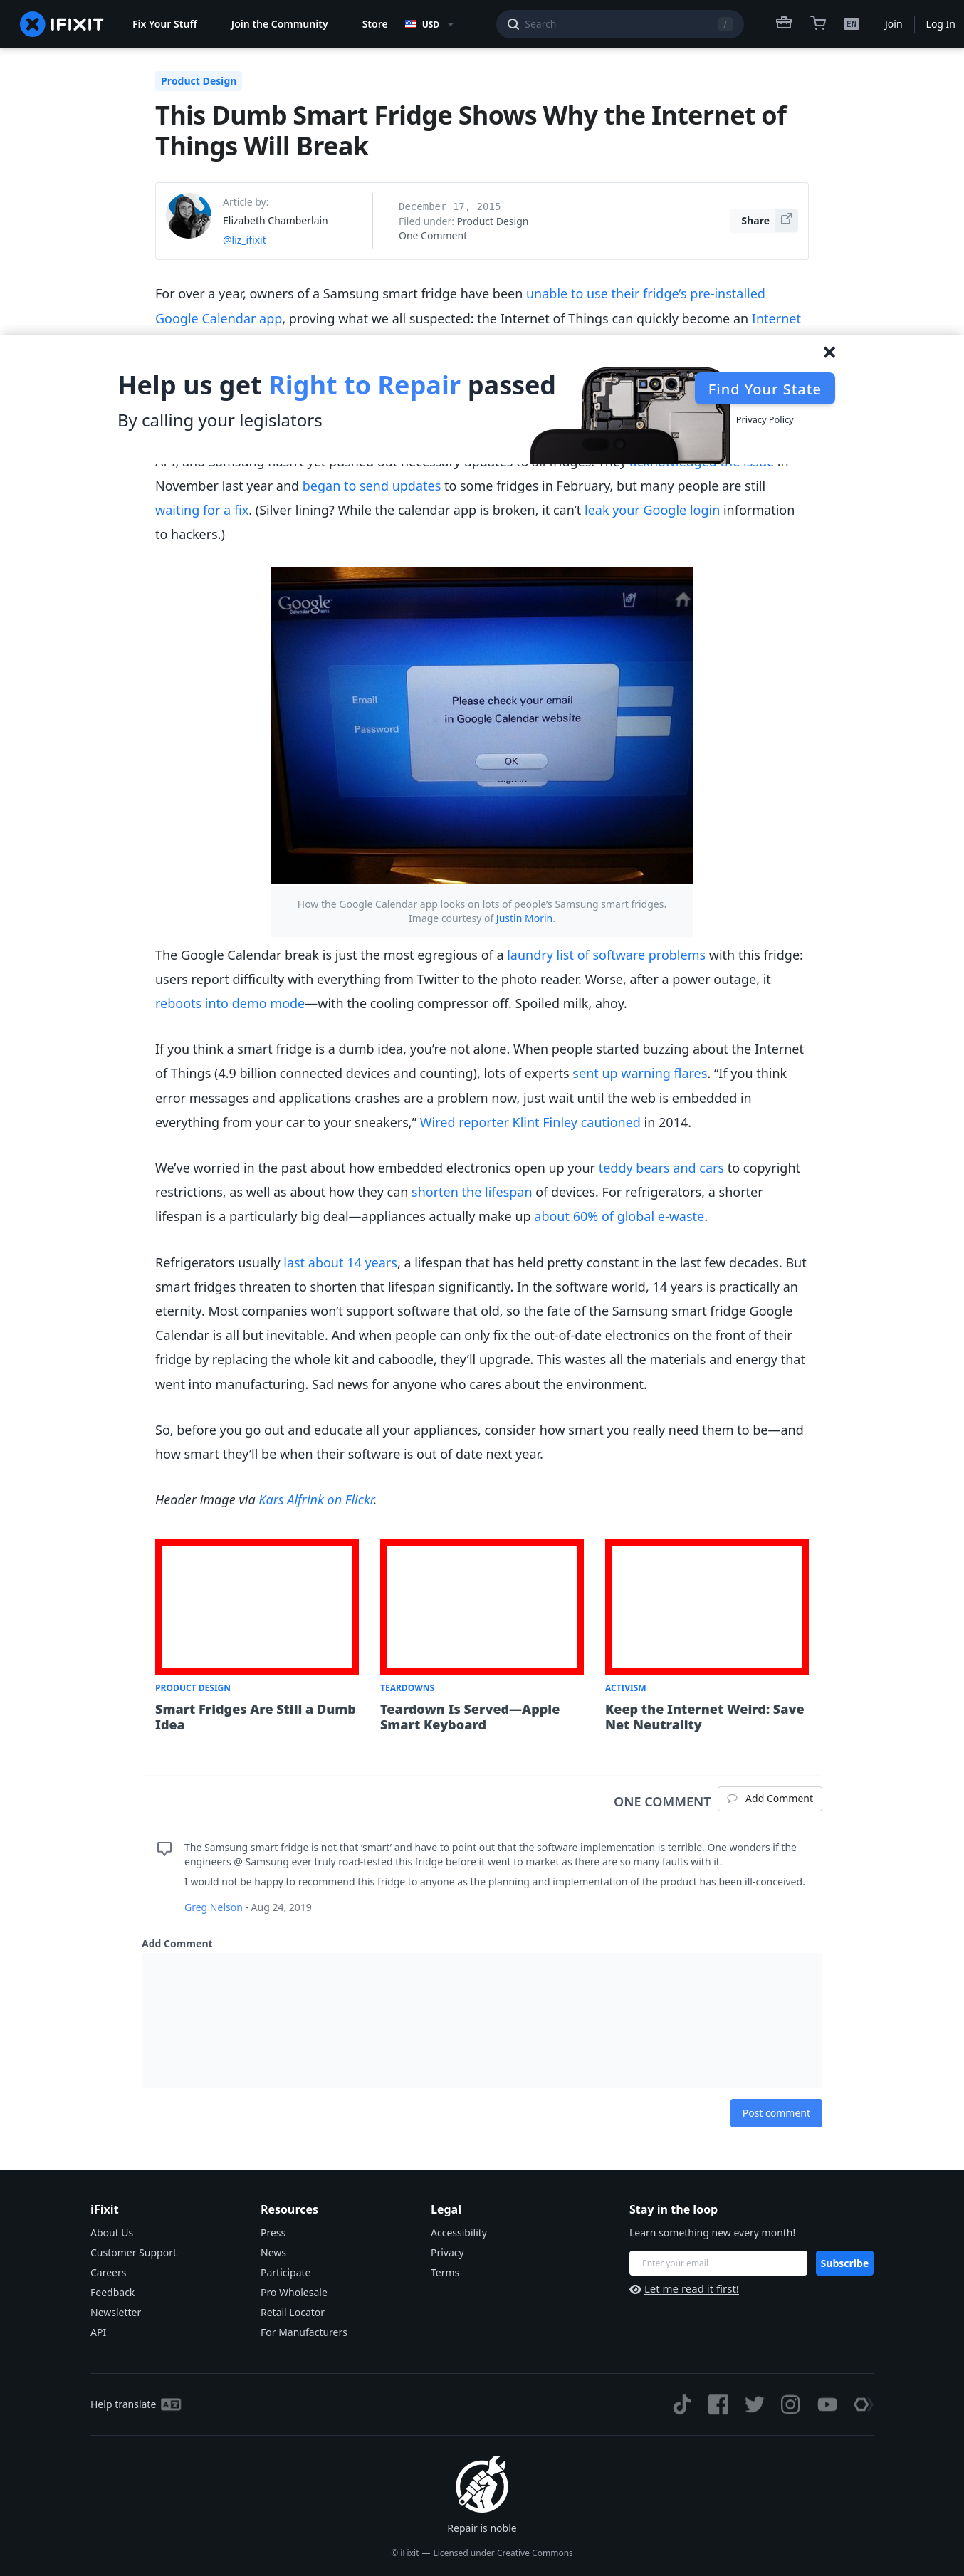 IFIXIT
Fix Your Stuff
Join the Community
Store
USD
Search
/
EN
Join
Log In
Product Design
This Dumb Smart Fridge Shows Why the Internet of
Things Will Break
Article by:
Elizabeth Chamberlain
@liz_ifixit
December 17, 2015
Filed under: Product Design
One Comment
Share
For over a year, owners of a Samsung smart fridge have been unable to use their fridge’s pre-installed
Google Calendar app, proving what we all suspected: the Internet of Things can quickly become an Internet
Help us get Right to Repair passed
By calling your legislators
Find Your State
Privacy Policy
API, and Samsung hasn’t yet pushed out necessary updates to all fridges. They acknowledged the issue in
November last year and began to send updates to some fridges in February, but many people are still
waiting for a fix. (Silver lining? While the calendar app is broken, it can’t leak your Google login information
to hackers.)
Google
Email
Password
Please check your email
in Google Calendar website
OK
Sign in
How the Google Calendar app looks on lots of people’s Samsung smart fridges.
Image courtesy of Justin Morin.
The Google Calendar break is just the most egregious of a laundry list of software problems with this fridge:
users report difficulty with everything from Twitter to the photo reader. Worse, after a power outage, it
reboots into demo mode—with the cooling compressor off. Spoiled milk, ahoy.
If you think a smart fridge is a dumb idea, you’re not alone. When people started buzzing about the Internet
of Things (4.9 billion connected devices and counting), lots of experts sent up warning flares. “If you think
error messages and applications crashes are a problem now, just wait until the web is embedded in
everything from your car to your sneakers,” Wired reporter Klint Finley cautioned in 2014.
We’ve worried in the past about how embedded electronics open up your teddy bears and cars to copyright
restrictions, as well as about how they can shorten the lifespan of devices. For refrigerators, a shorter
lifespan is a particularly big deal—appliances actually make up about 60% of global e-waste.
Refrigerators usually last about 14 years, a lifespan that has held pretty constant in the last few decades. But
smart fridges threaten to shorten that lifespan significantly. In the software world, 14 years is practically an
eternity. Most companies won’t support software that old, so the fate of the Samsung smart fridge Google
Calendar is all but inevitable. And when people can only fix the out-of-date electronics on the front of their
fridge by replacing the whole kit and caboodle, they’ll upgrade. This wastes all the materials and energy that
went into manufacturing. Sad news for anyone who cares about the environment.
So, before you go out and educate all your appliances, consider how smart you really need them to be—and
how smart they’ll be when their software is out of date next year.
Header image via Kars Alfrink on Flickr.
PRODUCT DESIGN
Smart Fridges Are Still a Dumb
Idea
TEARDOWNS
Teardown Is Served—Apple
Smart Keyboard
ACTIVISM
Keep the Internet Weird: Save
Net Neutrality
ONE COMMENT
Add Comment
The Samsung smart fridge is not that ‘smart’ and have to point out that the software implementation is terrible. One wonders if the
engineers @ Samsung ever truly road-tested this fridge before it went to market as there are so many faults with it.
I would not be happy to recommend this fridge to anyone as the planning and implementation of the product has been ill-conceived.
Greg Nelson - Aug 24, 2019
Add Comment
Post comment
iFixit
About Us
Customer Support
Careers
Feedback
Newsletter
API
Resources
Press
News
Participate
Pro Wholesale
Retail Locator
For Manufacturers
Legal
Accessibility
Privacy
Terms
Stay in the loop
Learn something new every month!
Enter your email
Subscribe
Let me read it first!
Help translate
Repair is noble
© iFixit — Licensed under Creative Commons